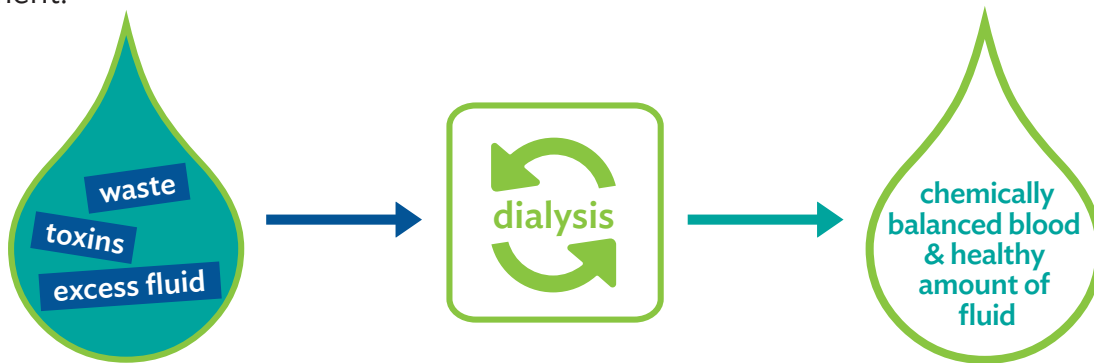 waste
toxins
excess fluid
dialysis
chemically
balanced blood
& healthy
amount of
fluid